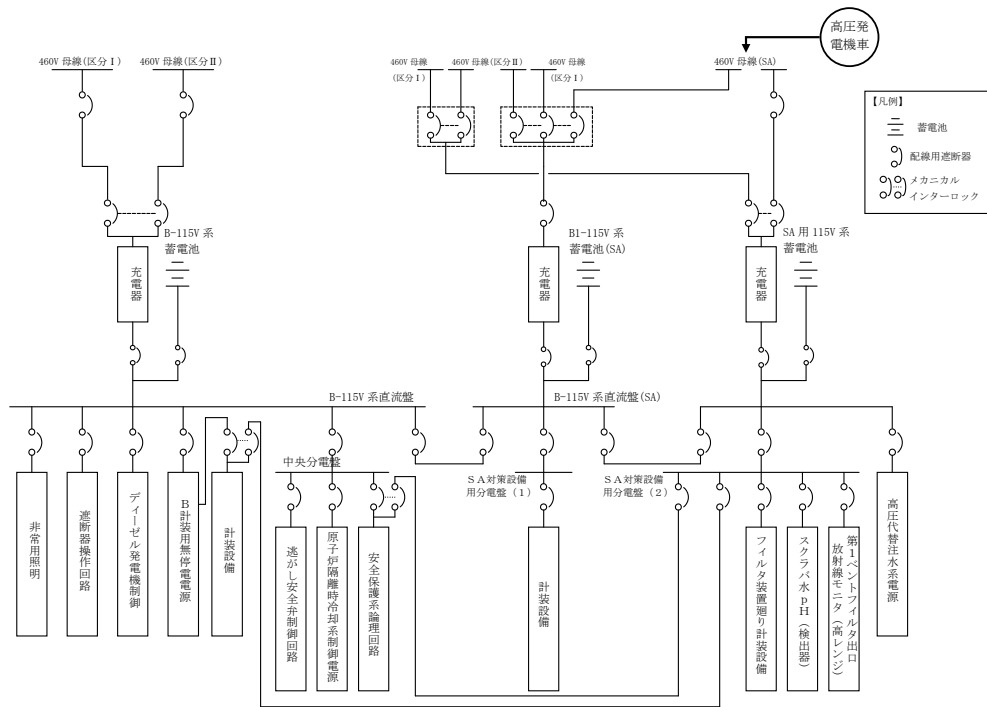 高圧発
電機車
460V 母線(区分Ⅰ)
460V 母線(区分Ⅱ)
460V 母線
(区分Ⅰ)
460V 母線(区分Ⅱ)
460V 母線
(区分Ⅰ)
460V 母線(SA)
【凡例】
蓄電池
配線用遮断器
メカニカル
インターロック
B-115V 系
蓄電池
B1-115V 系
蓄電池(SA)
SA 用 115V 系
蓄電池
充電器
充電器
充電器
B-115V 系直流盤
B-115V 系直流盤(SA)
中央分電盤
SA対策設備
用分電盤(1)
SA対策設備
用分電盤(2)
非常用照明
遮断器操作回路
ディーゼル発電機制御
B計装用無停電電源
計装設備
逃がし安全弁制御回路
原子炉隔離時冷却系制御電源
安全保護系論理回路
計装設備
フィルタ装置廻り計装設備
スクラバ水pH(検出器)
第1ベントフィルタ出口
放射線モニタ(高レンジ)
高圧代替注水系電源